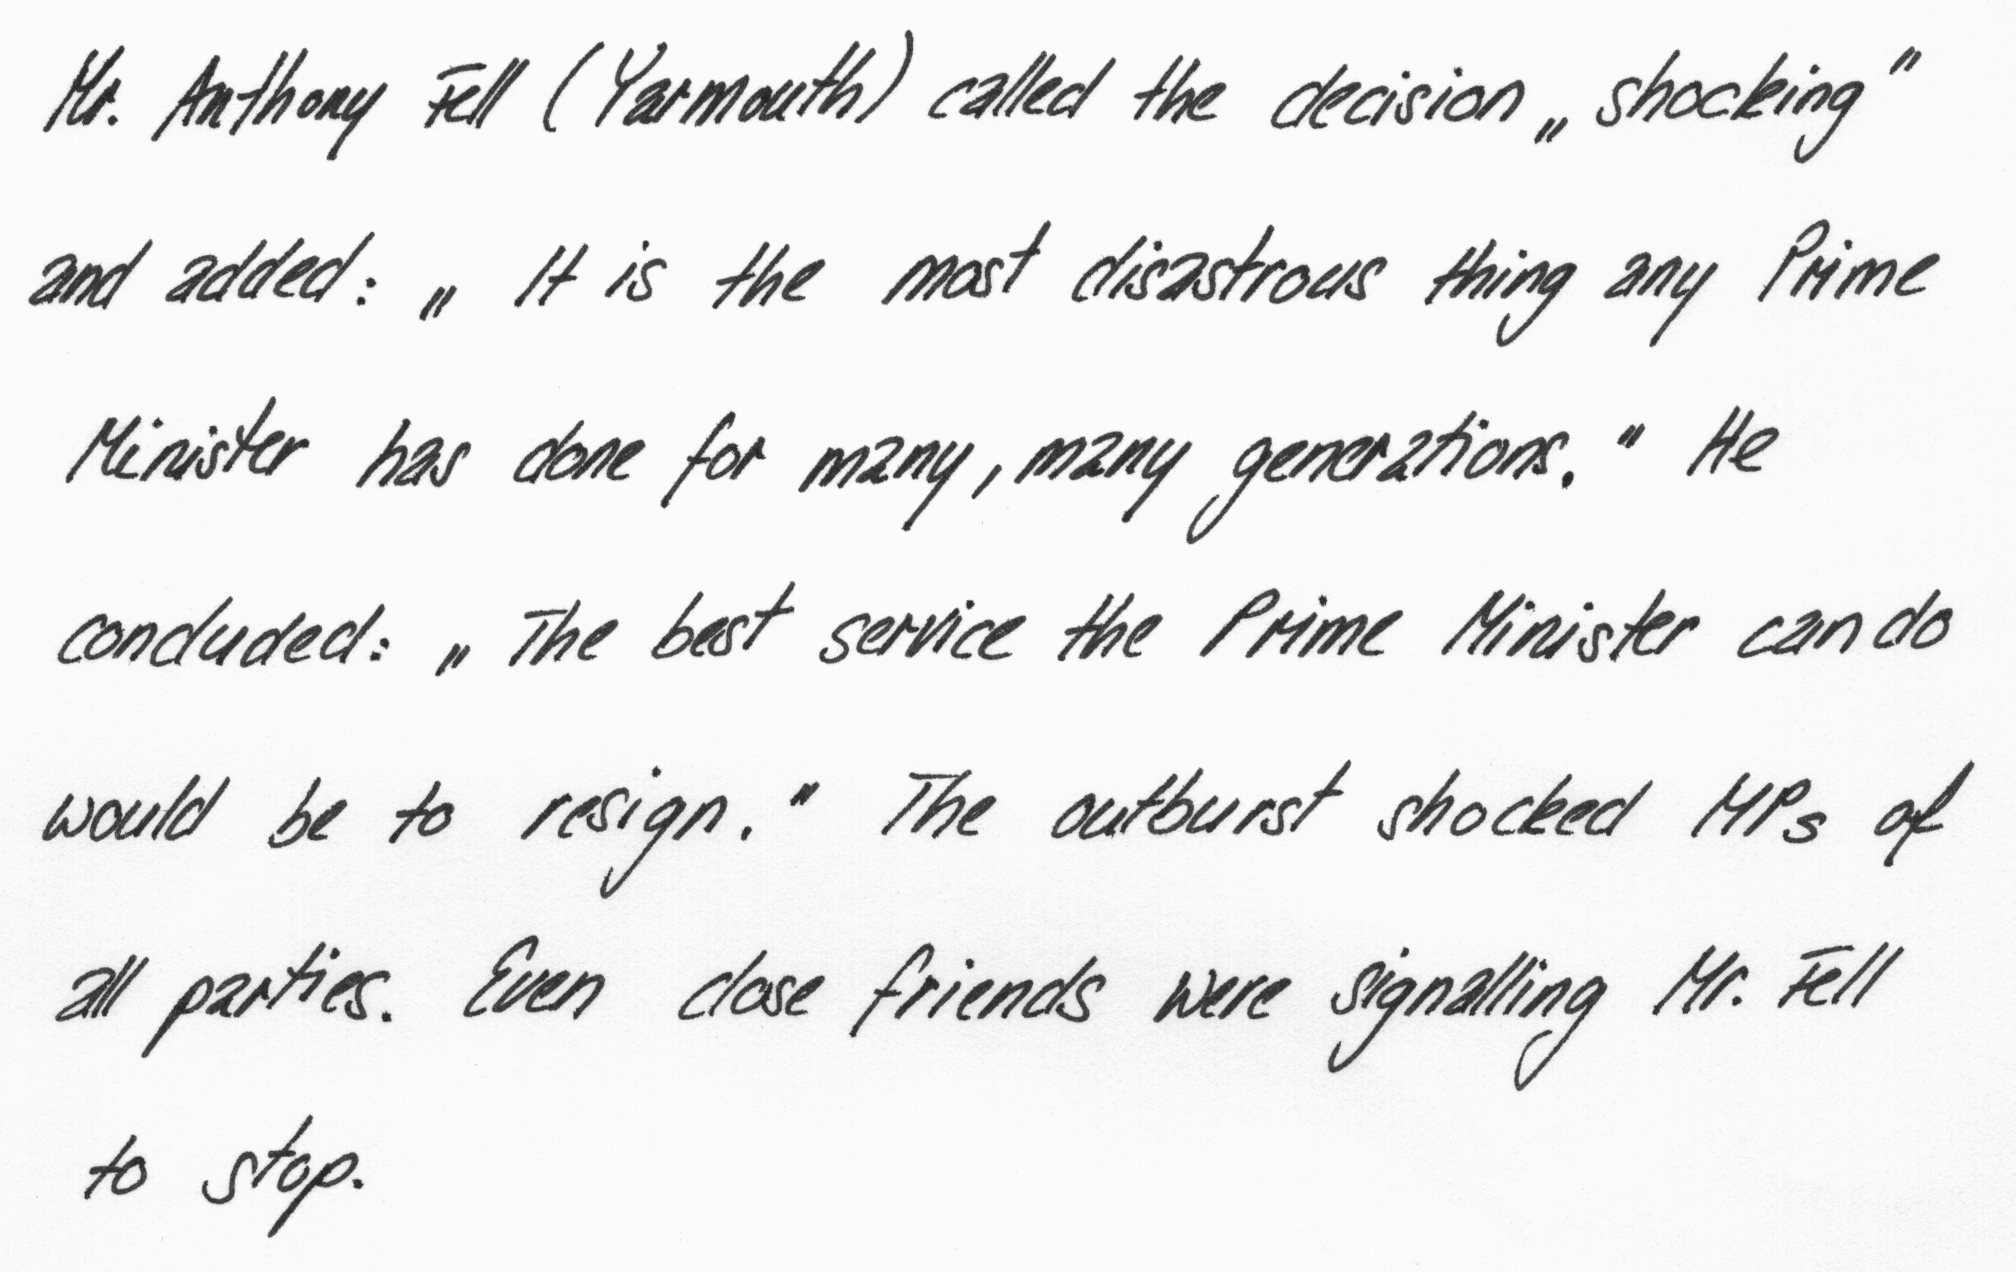 Mr. Anthony Fell (Yarmouth) called the decision „shocking"
and added: „ It is the most disastrous thing any Prime
Minister has done for many, many generations." He
concluded: „ The best service the Prime Minister can do
would be to resign." The outburst shocked MPs of
all parties. Even close friends were signalling Mr. Fell
to stop.